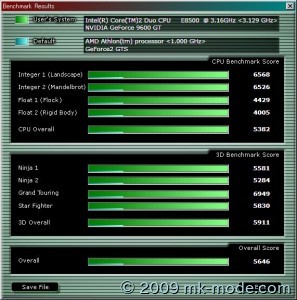 Benchmark Results
User's System
Intel(R) Core(TM)2 Duo CPU E8500 @ 3.16GHz <3.129 GHz>
NVIDIA GeForce 9600 GT
Default
AMD Athlon(tm) processor <1.000 GHz>
GeForce2 GTS
CPU Benchmark Score
Integer 1 (Landscape) 6568
Integer 2 (Mandelbrot) 6526
Float 1 (Flock) 4429
Float 2 (Rigid Body) 4005
CPU Overall 5382
3D Benchmark Score
Ninja 1 5581
Ninja 2 5284
Grand Touring 6949
Star Fighter 5830
3D Overall 5911
Overall Score
Overall 5646
Save File
© 2009 mk-mode.com